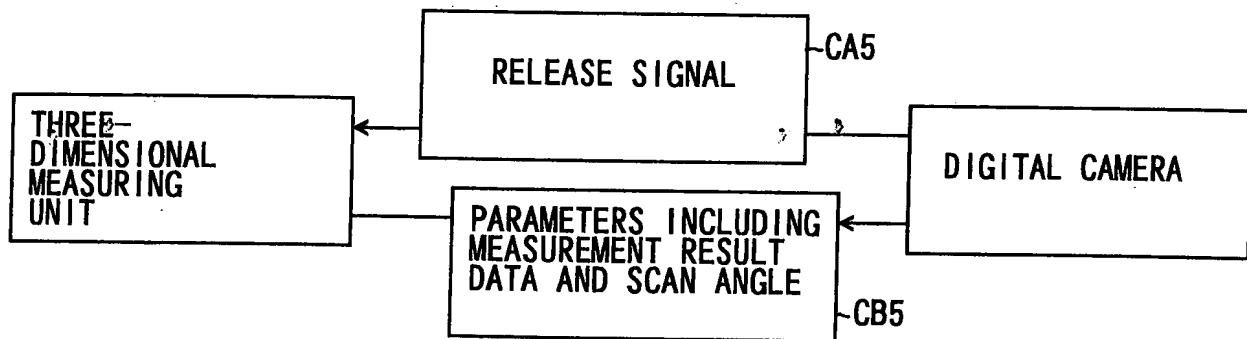 RELEASE SIGNAL
CA5
THREE-
DIMENSIONAL
MEASURING
UNIT
DIGITAL CAMERA
PARAMETERS INCLUDING
MEASUREMENT RESULT
DATA AND SCAN ANGLE
CB5